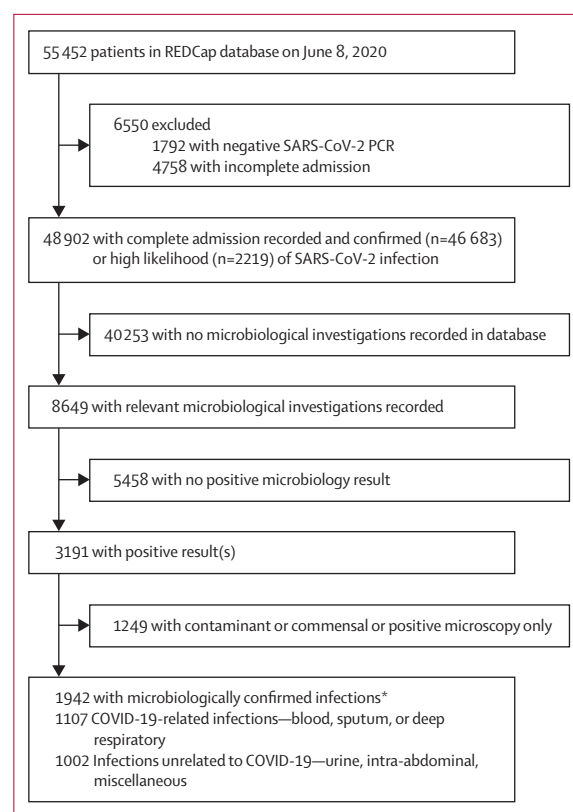 55 452 patients in REDCap database on June 8, 2020
6550 excluded
1792 with negative SARS-CoV-2 PCR
4758 with incomplete admission
48 902 with complete admission recorded and confirmed (n=46 683)
or high likelihood (n=2219) of SARS-CoV-2 infection
40 253 with no microbiological investigations recorded in database
8649 with relevant microbiological investigations recorded
5458 with no positive microbiology result
3191 with positive result(s)
1249 with contaminant or commensal or positive microscopy only
1942 with microbiologically confirmed infections*
1107 COVID-19-related infections—blood, sputum, or deep
respiratory
1002 Infections unrelated to COVID-19—urine, intra-abdominal,
miscellaneous